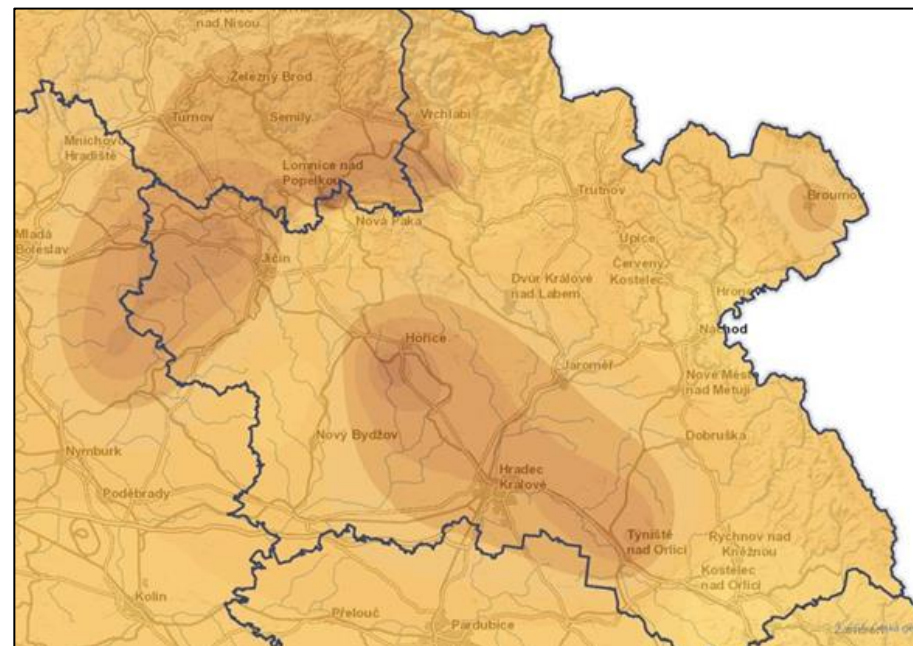 nad Nisou
Železný Brod
Vrchlabí
Turnov
Semily
Mnichovo
Hradiště
Lomnice nad
Popelkou
Trutnov
Broumov
Nová Paka
Mladá
Boleslav
Úpice
Jičín
Červený
Kostelec
Dvůr Králové
nad Labem
Hronov
Náchod
Hořice
Jaroměř
Nové Město
nad Metují
Nový Bydžov
Dobruška
Nymburk
Hradec
Králové
Poděbrady
Týniště
nad Orlicí
Rychnov nad
Kněžnou
Kostelec
nad Orlicí
Kolín
Přelouč
Pardubice